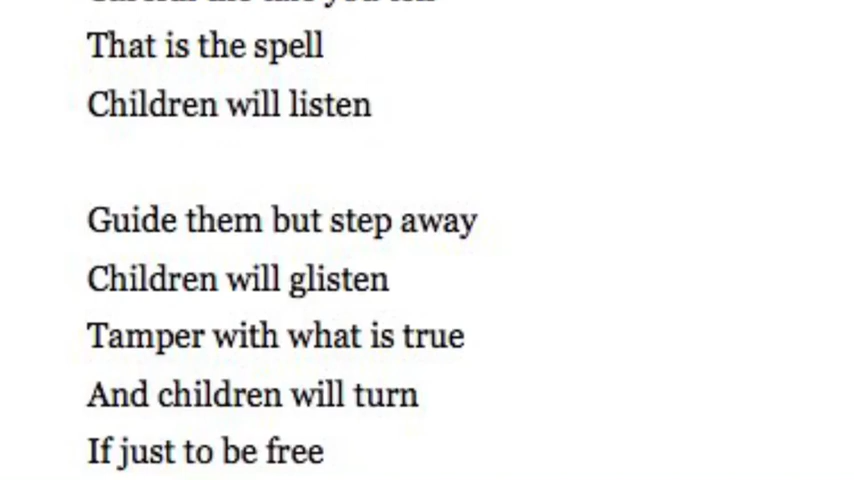 That is the spell
Children will listen
Guide them but step away
Children will glisten
Tamper with what is true
And children will turn
If just to be free